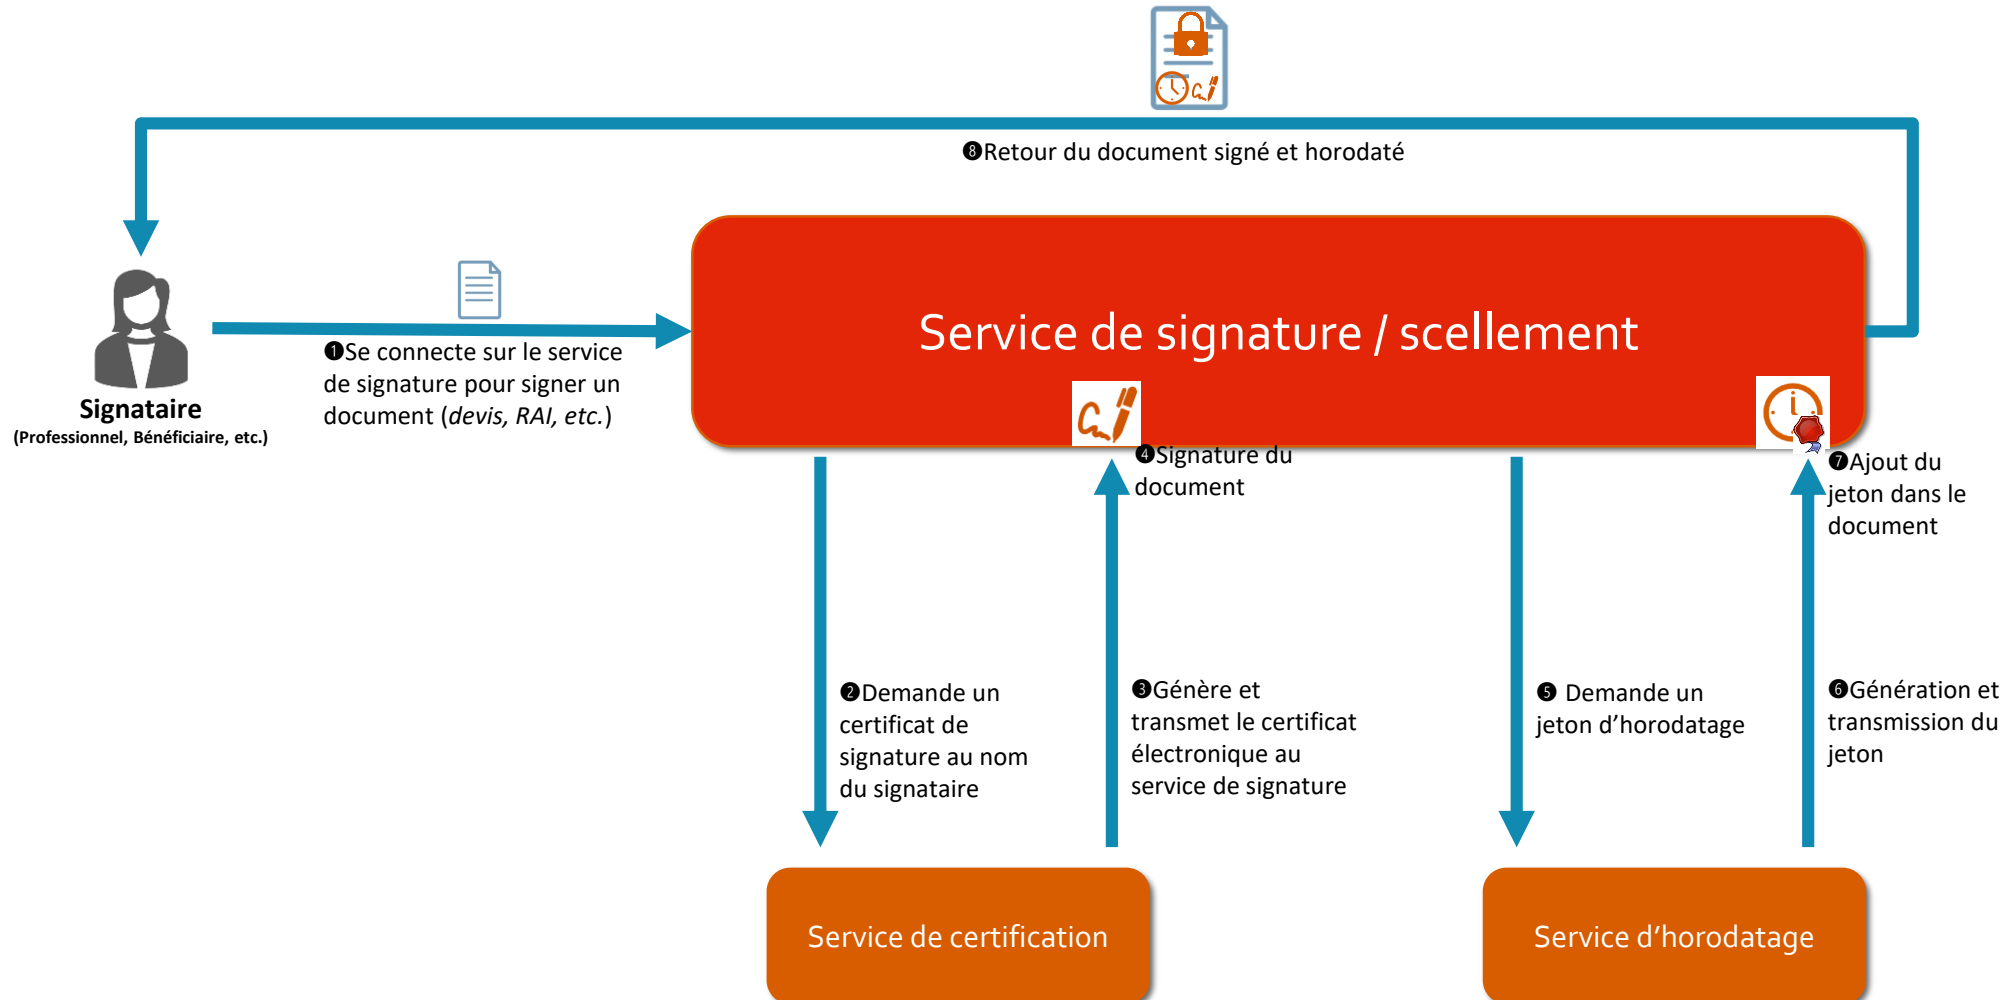 ❽Retour du document signé et horodaté
Service de signature / scellement
❶Se connecte sur le service
de signature pour signer un
document (devis, RAI, etc.)
Signataire
(Professionnel, Bénéficiaire, etc.)
❹Signature du
document
❼Ajout du
jeton dans le
document
❷Demande un
certificat de
signature au nom
du signataire
❸Génère et
transmet le certificat
électronique au
service de signature
❺ Demande un
jeton d’horodatage
❻Génération et
transmission du
jeton
Service de certification
Service d’horodatage